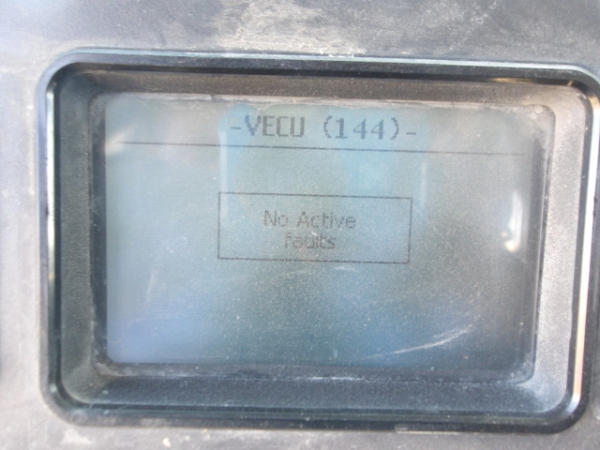 -VECU (144)-
No Active
faults